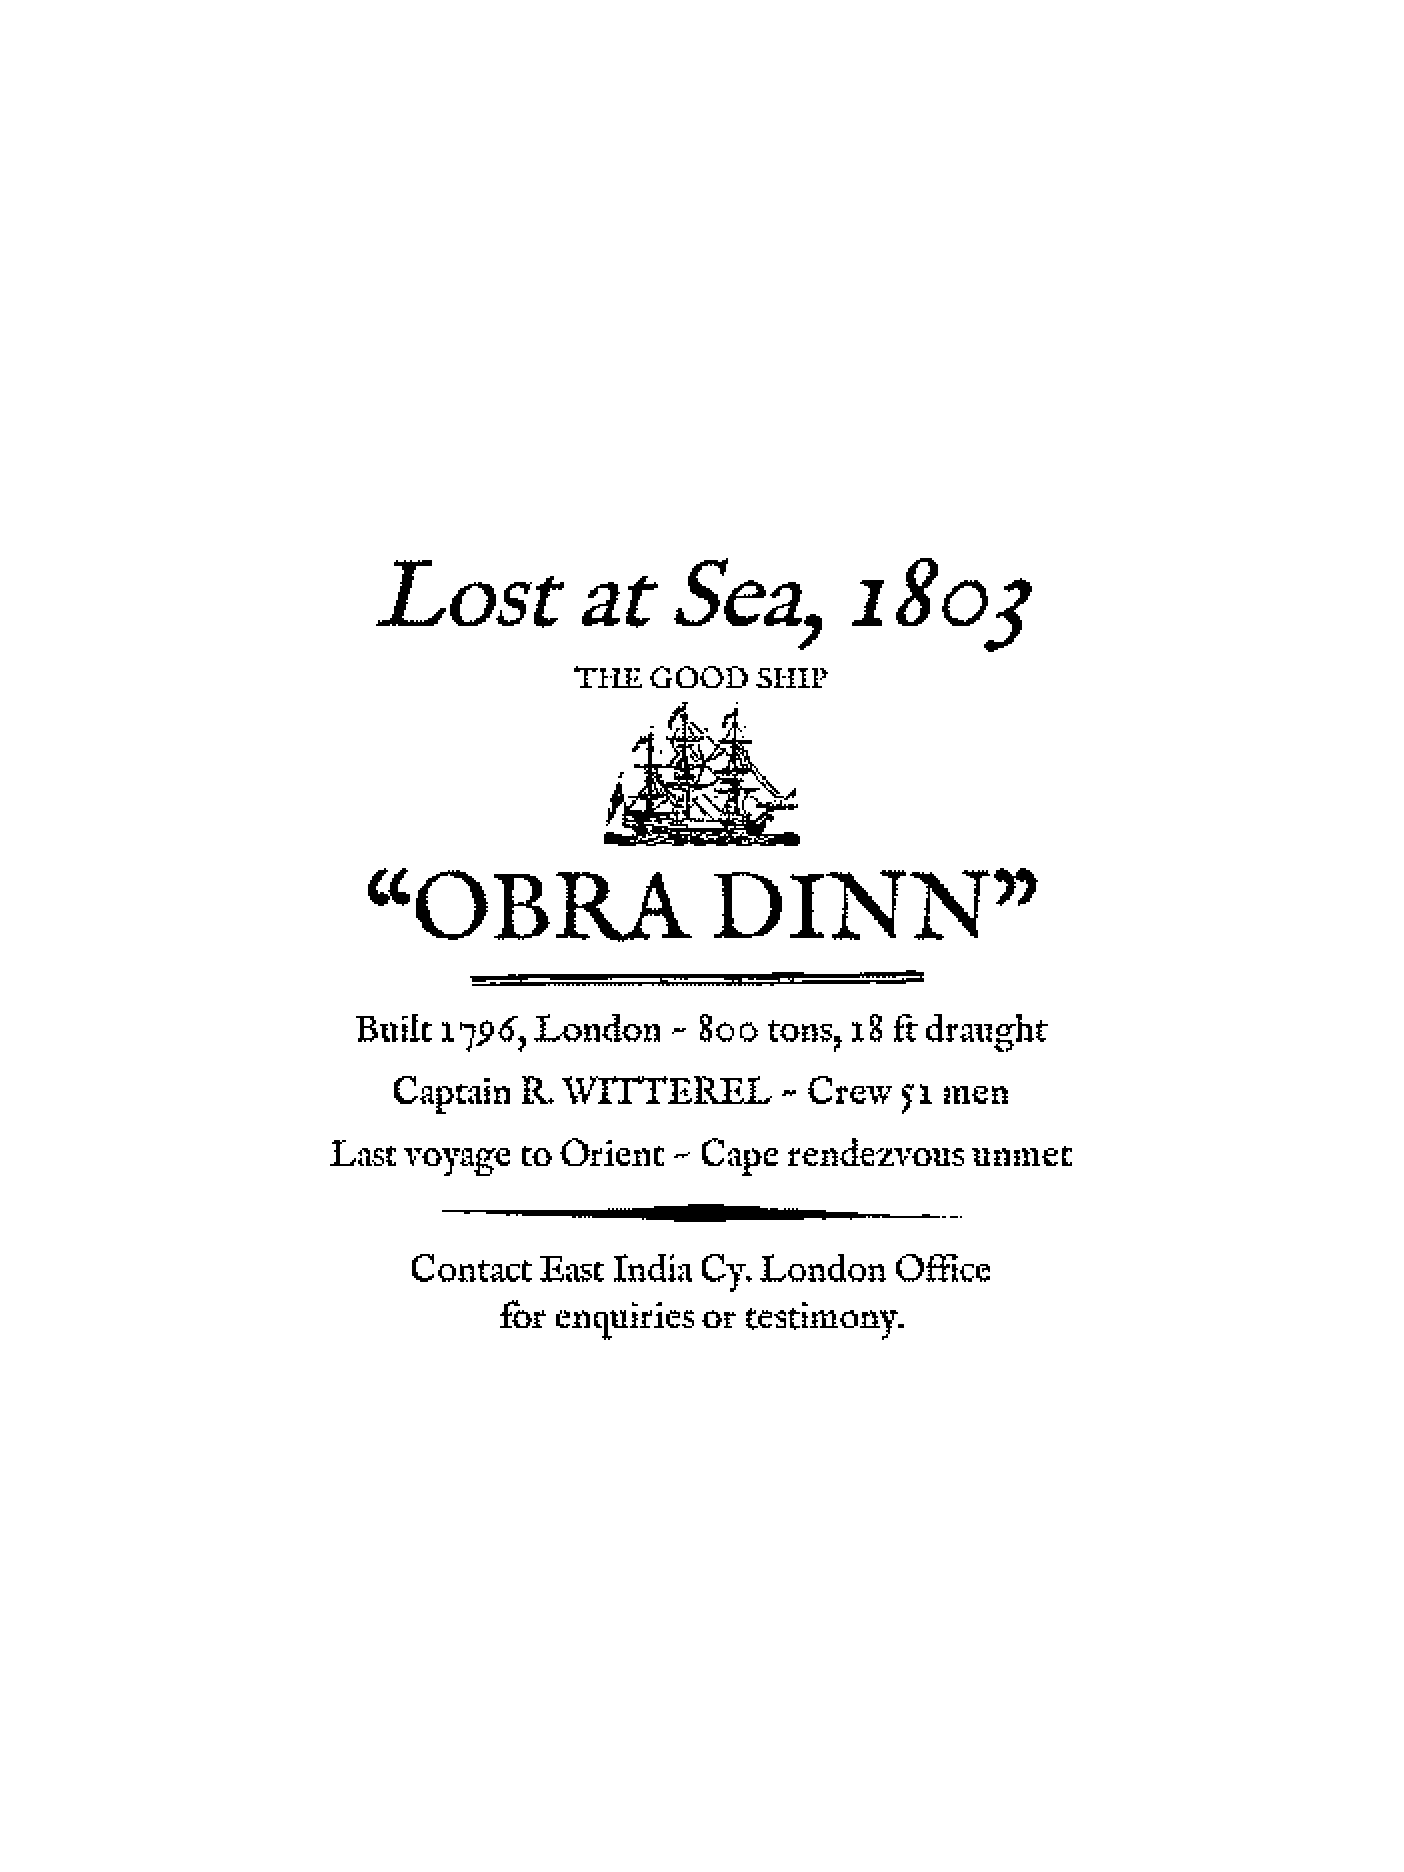 Lost at Sea, 1803
THE GOOD SHIP
“OBRA DINN”
Built 1796, London ~ 800 tons, 18 ft draught
Captain R. WITTEREL ~ Crew 51 men
Last voyage to Orient ~ Cape rendezvous unmet
Contact East India Cy. London Office
for enquiries or testimony.